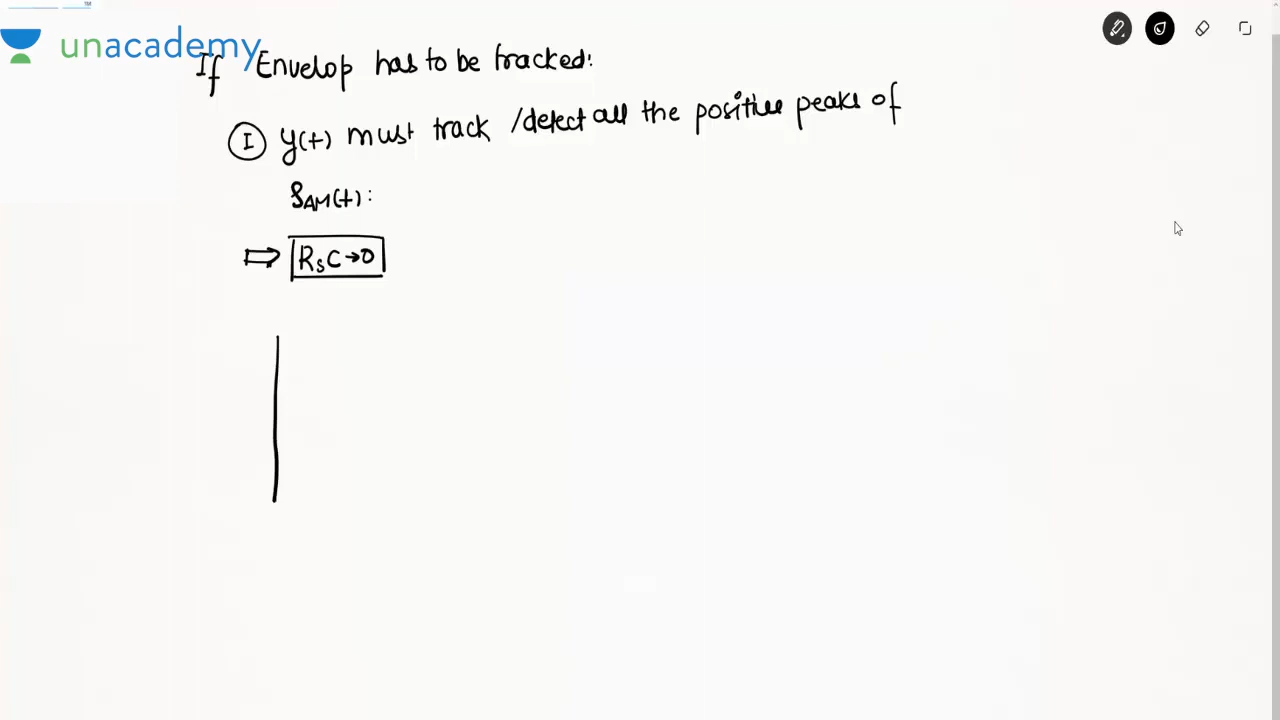 unacademy
If Envelop has to be tracked:
I y(t) must track /detect all the positive peaks of
SAM(t):
⇒ RsC→0